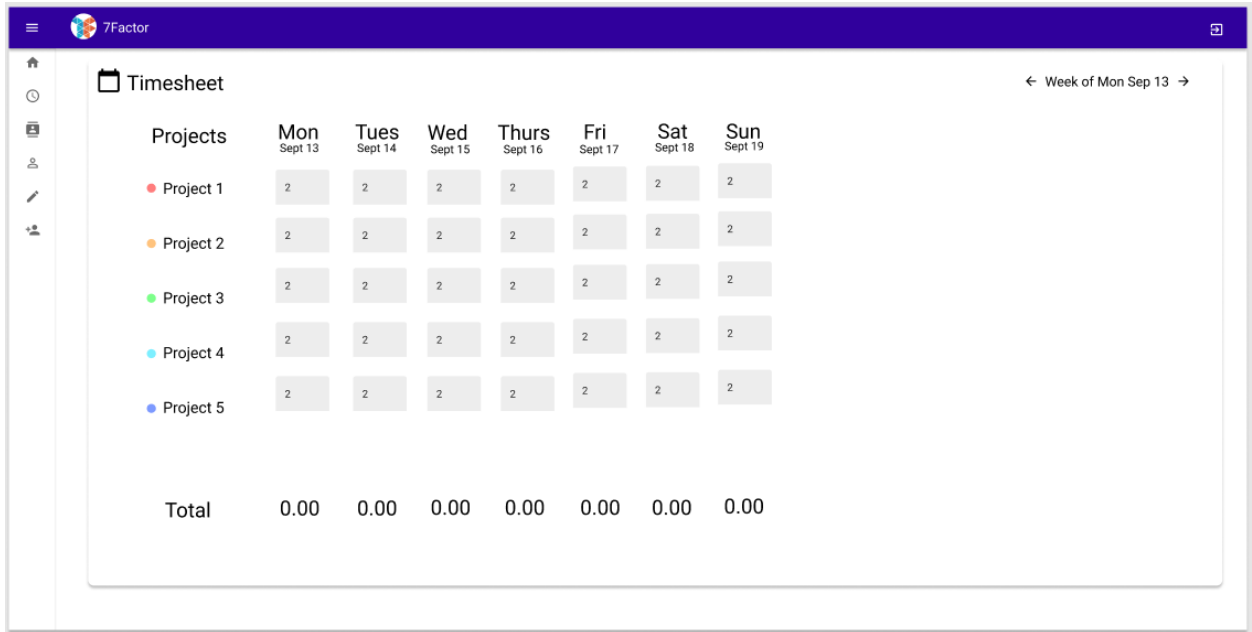 7Factor
Timesheet
Week of Mon Sep 13
Projects Mon Tues Wed Thurs Fri Sat Sun
Sept 13 Sept 14 Sept 15 Sept 16 Sept 17 Sept 18 Sept 19
Project 1 2 2 2 2 2 2 2
Project 2 2 2 2 2 2 2 2
Project 3 2 2 2 2 2 2 2
Project 4 2 2 2 2 2 2 2
Project 5 2 2 2 2 2 2 2
Total 0.00 0.00 0.00 0.00 0.00 0.00 0.00